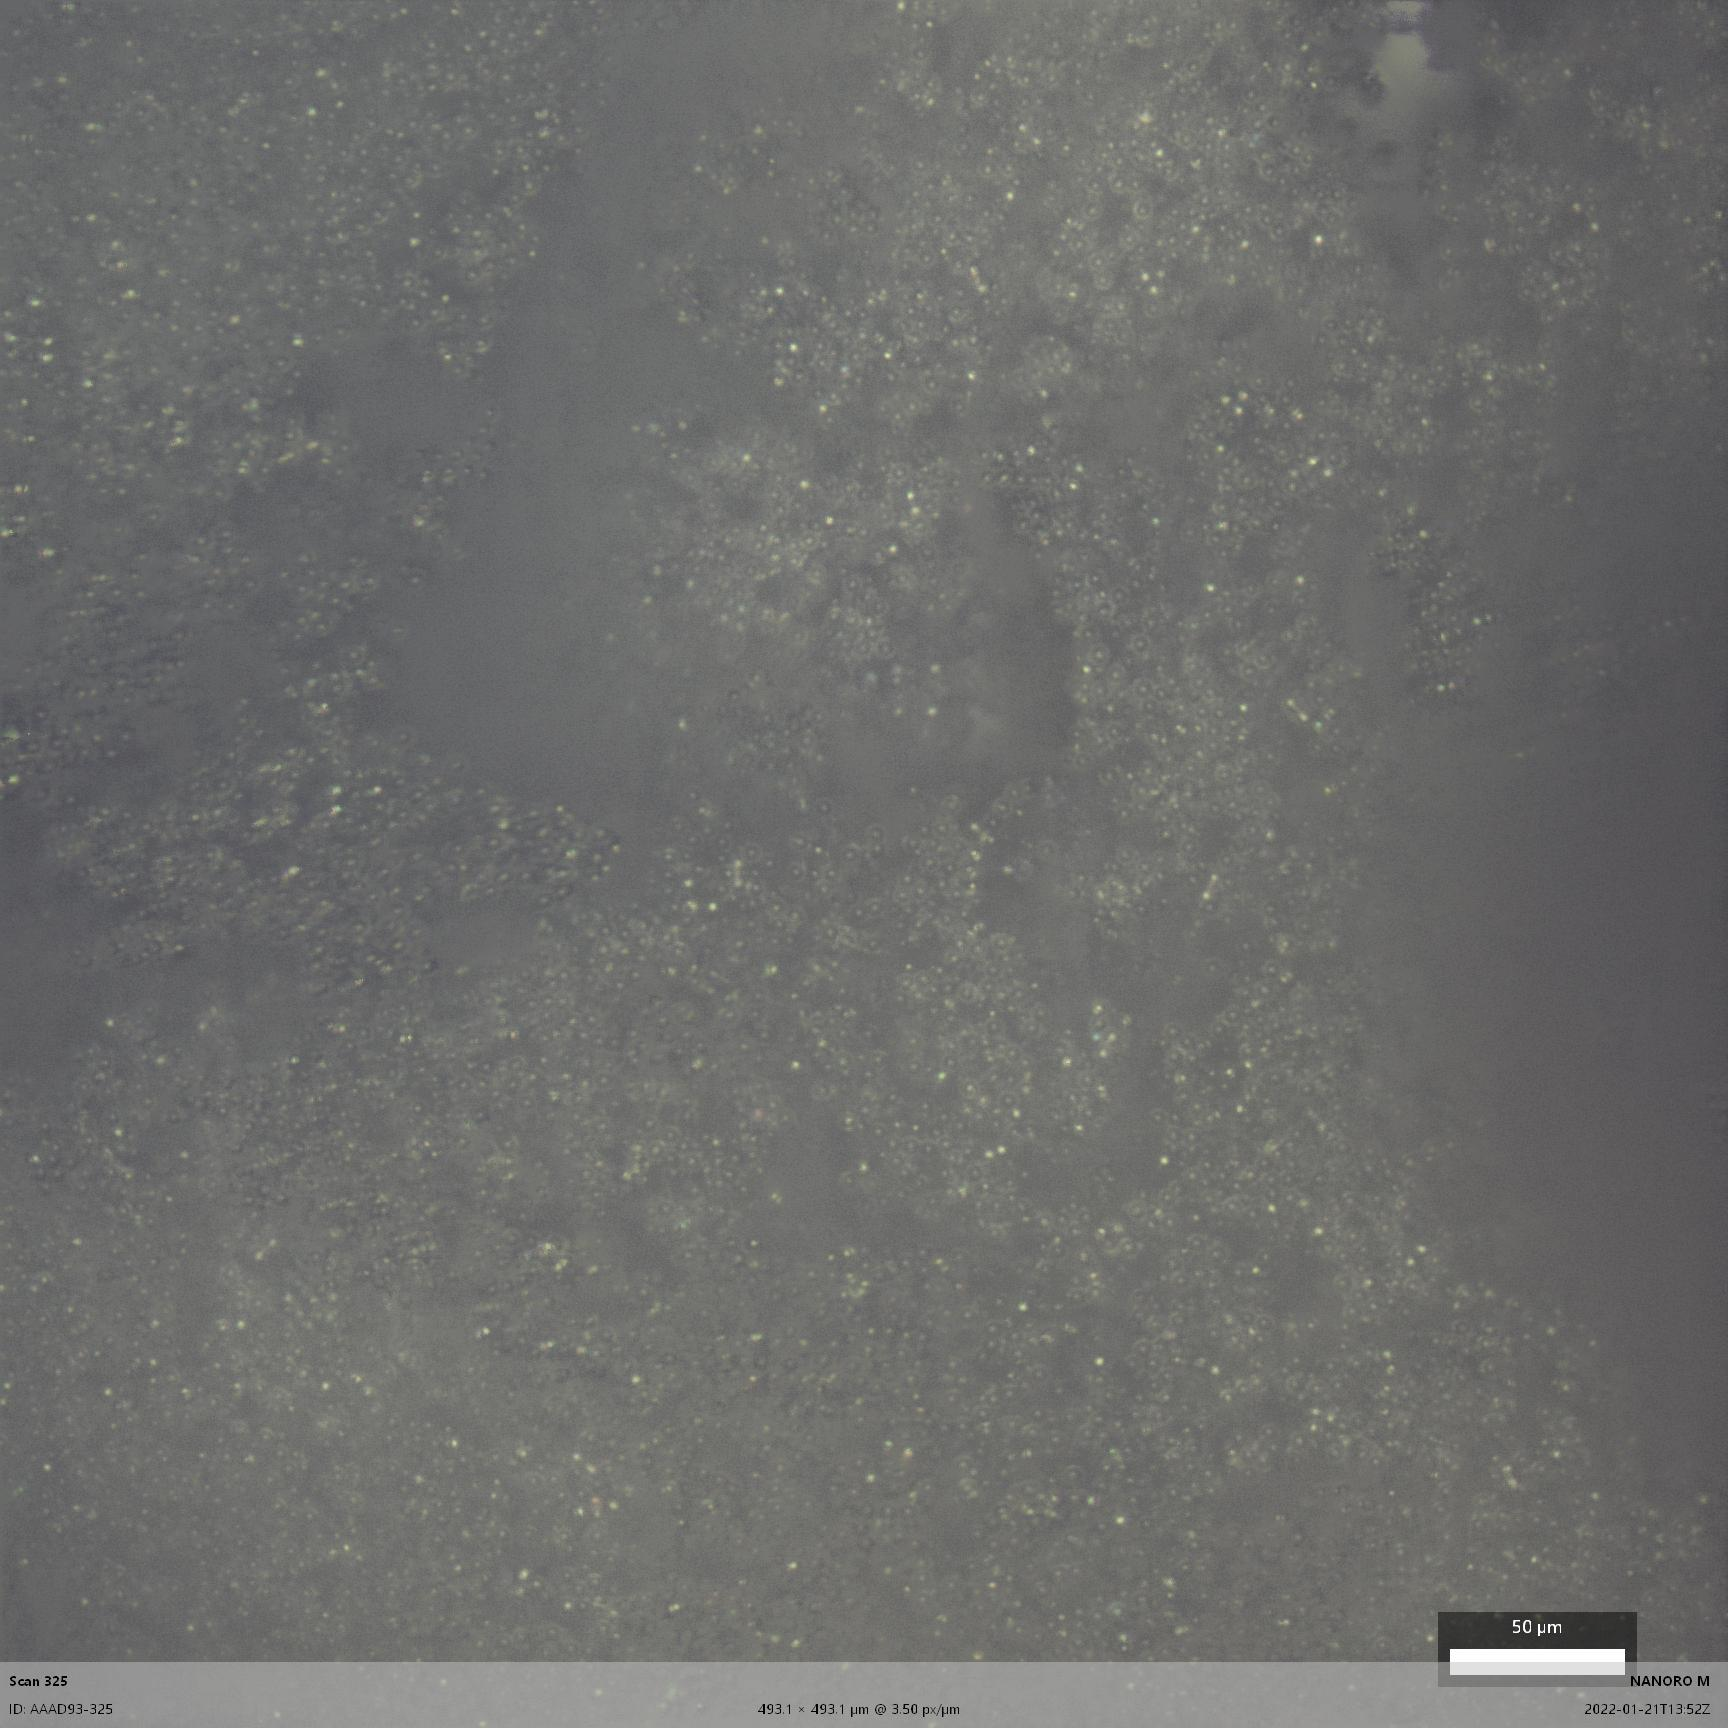 50 µm
Scan 325
NANORO M
ID: AAAD93-325
493.1 × 493.1 µm @ 3.50 px/µm
2022-01-21T13:52Z